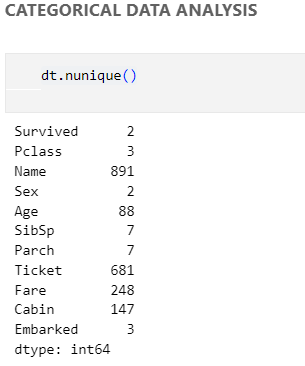 CATEGORICAL DATA ANALYSIS
dt.nunique()
Survived 2
Pclass 3
Name 891
Sex 2
Age 88
SibSp 7
Parch 7
Ticket 681
Fare 248
Cabin 147
Embarked 3
dtype: int64